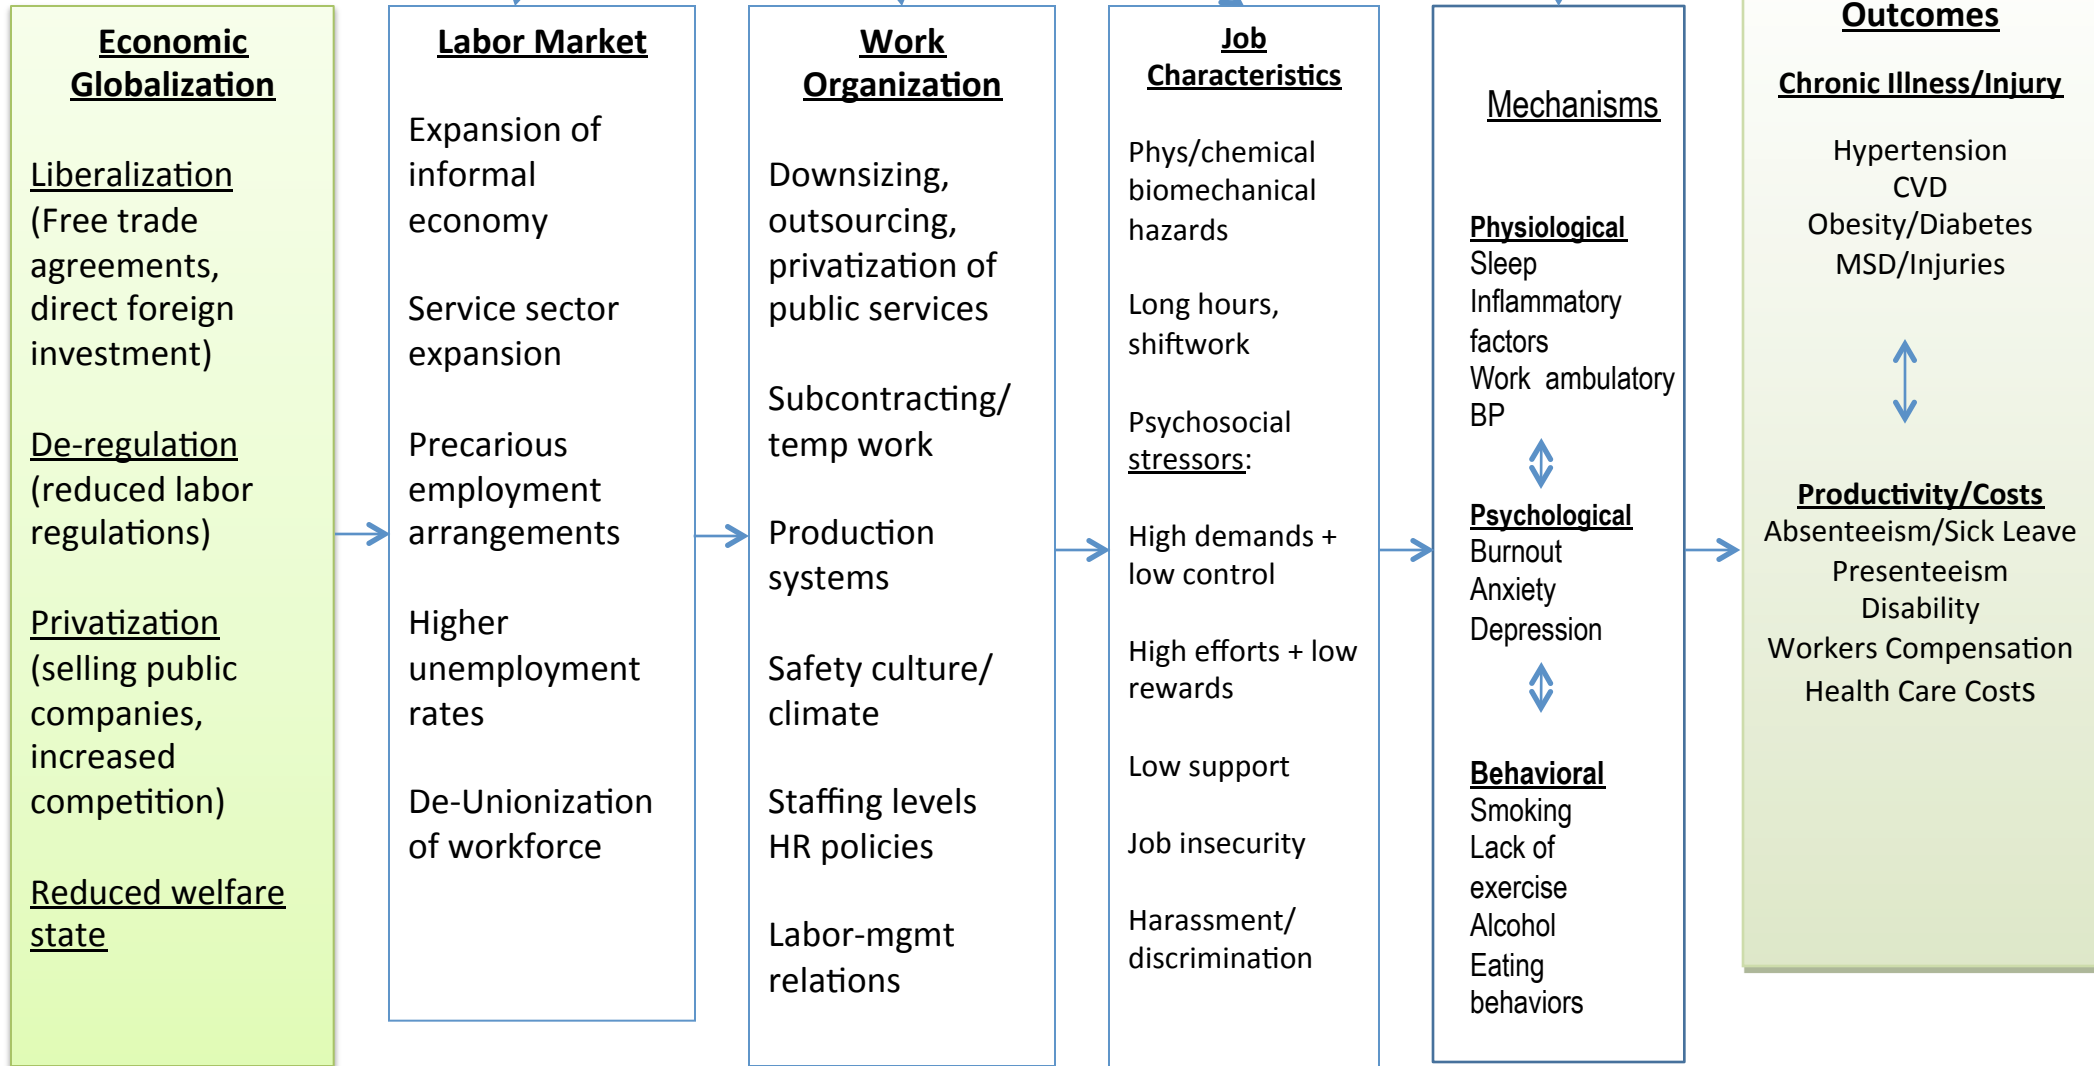 Economic
Globalization
Liberalization
(Free trade
agreements,
direct foreign
investment)
De-regulation
(reduced labor
regulations)
Privatization
(selling public
companies,
increased
competition)
Reduced welfare
state
Labor Market
Expansion of
informal
economy
Service sector
expansion
Precarious
employment
arrangements
Higher
unemployment
rates
De-Unionization
of workforce
Work
Organization
Downsizing,
outsourcing,
privatization of
public services
Subcontracting/
temp work
Production
systems
Safety culture/
climate
Staffing levels
HR policies
Labor-mgmt
relations
Job
Characteristics
Phys/chemical
biomechanical
hazards
Long hours,
shiftwork
Psychosocial
stressors:
High demands +
low control
High efforts + low
rewards
Low support
Job insecurity
Harassment/
discrimination
Mechanisms
Physiological
Sleep
Inflammatory
factors
Work ambulatory
BP
Psychological
Burnout
Anxiety
Depression
Behavioral
Smoking
Lack of
exercise
Alcohol
Eating
behaviors
Outcomes
Chronic Illness/Injury
Hypertension
CVD
Obesity/Diabetes
MSD/Injuries
Productivity/Costs
Absenteeism/Sick Leave
Presenteeism
Disability
Workers Compensation
Health Care Costs